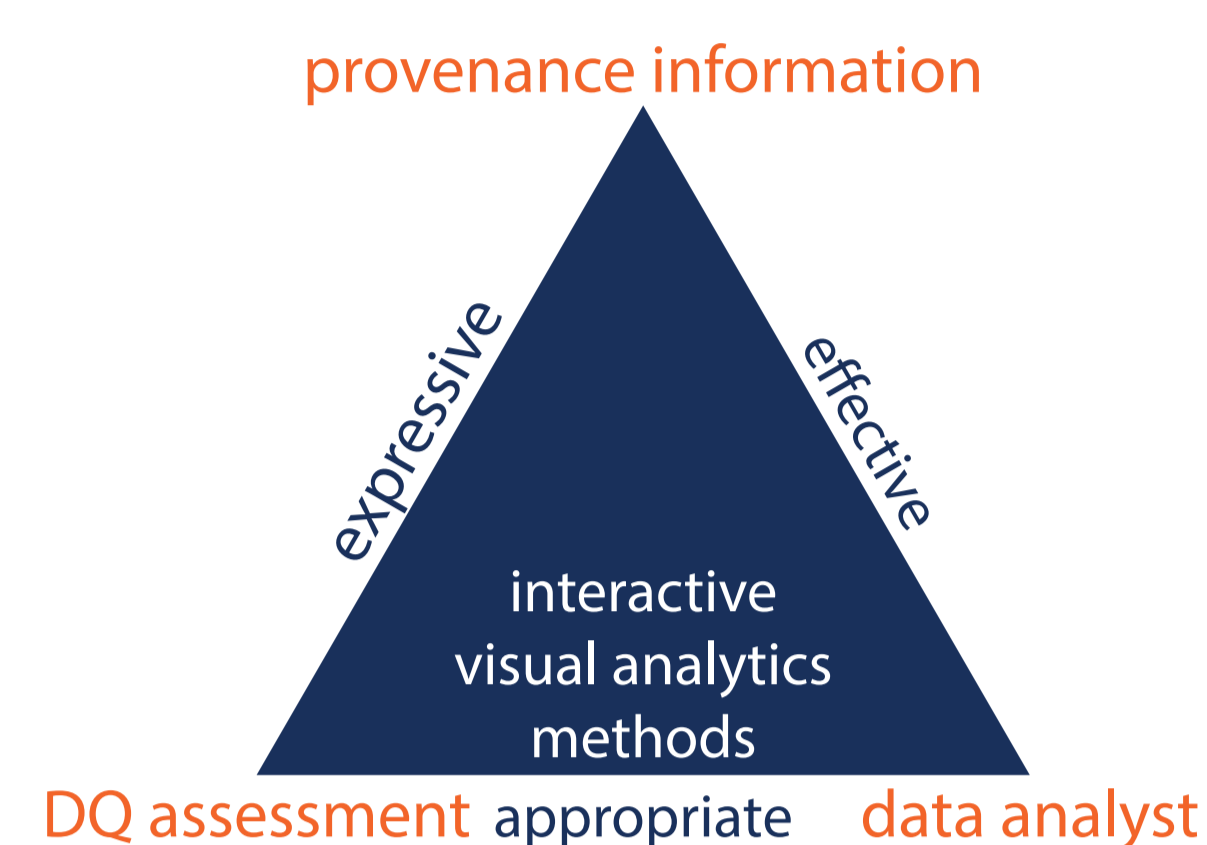 provenance information
expressive
effective
interactive
visual analytics
methods
DQ assessment
appropriate
data analyst